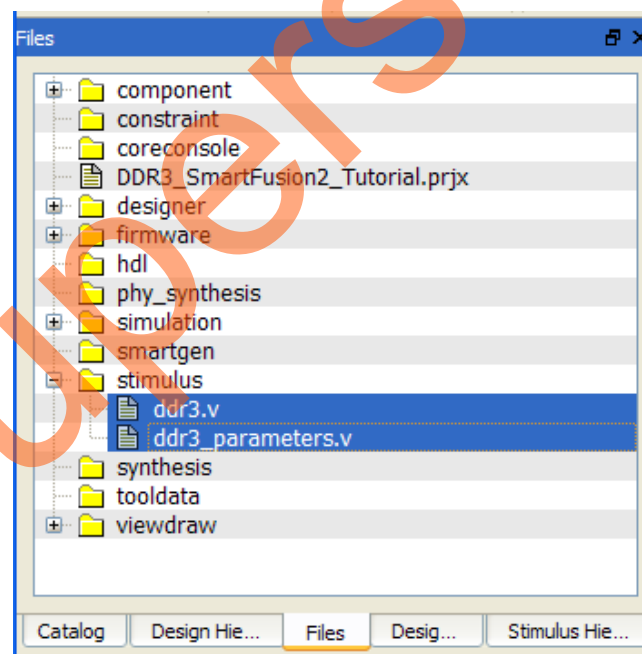 Files
component
constraint
coreconsole
DDR3_SmartFusion2_Tutorial.prjx
designer
firmware
hdl
phy_synthesis
simulation
smartgen
stimulus
ddr3.v
ddr3_parameters.v
synthesis
tooldata
viewdraw
Catalog Design Hie... Files Desig... Stimulus Hie...
upers